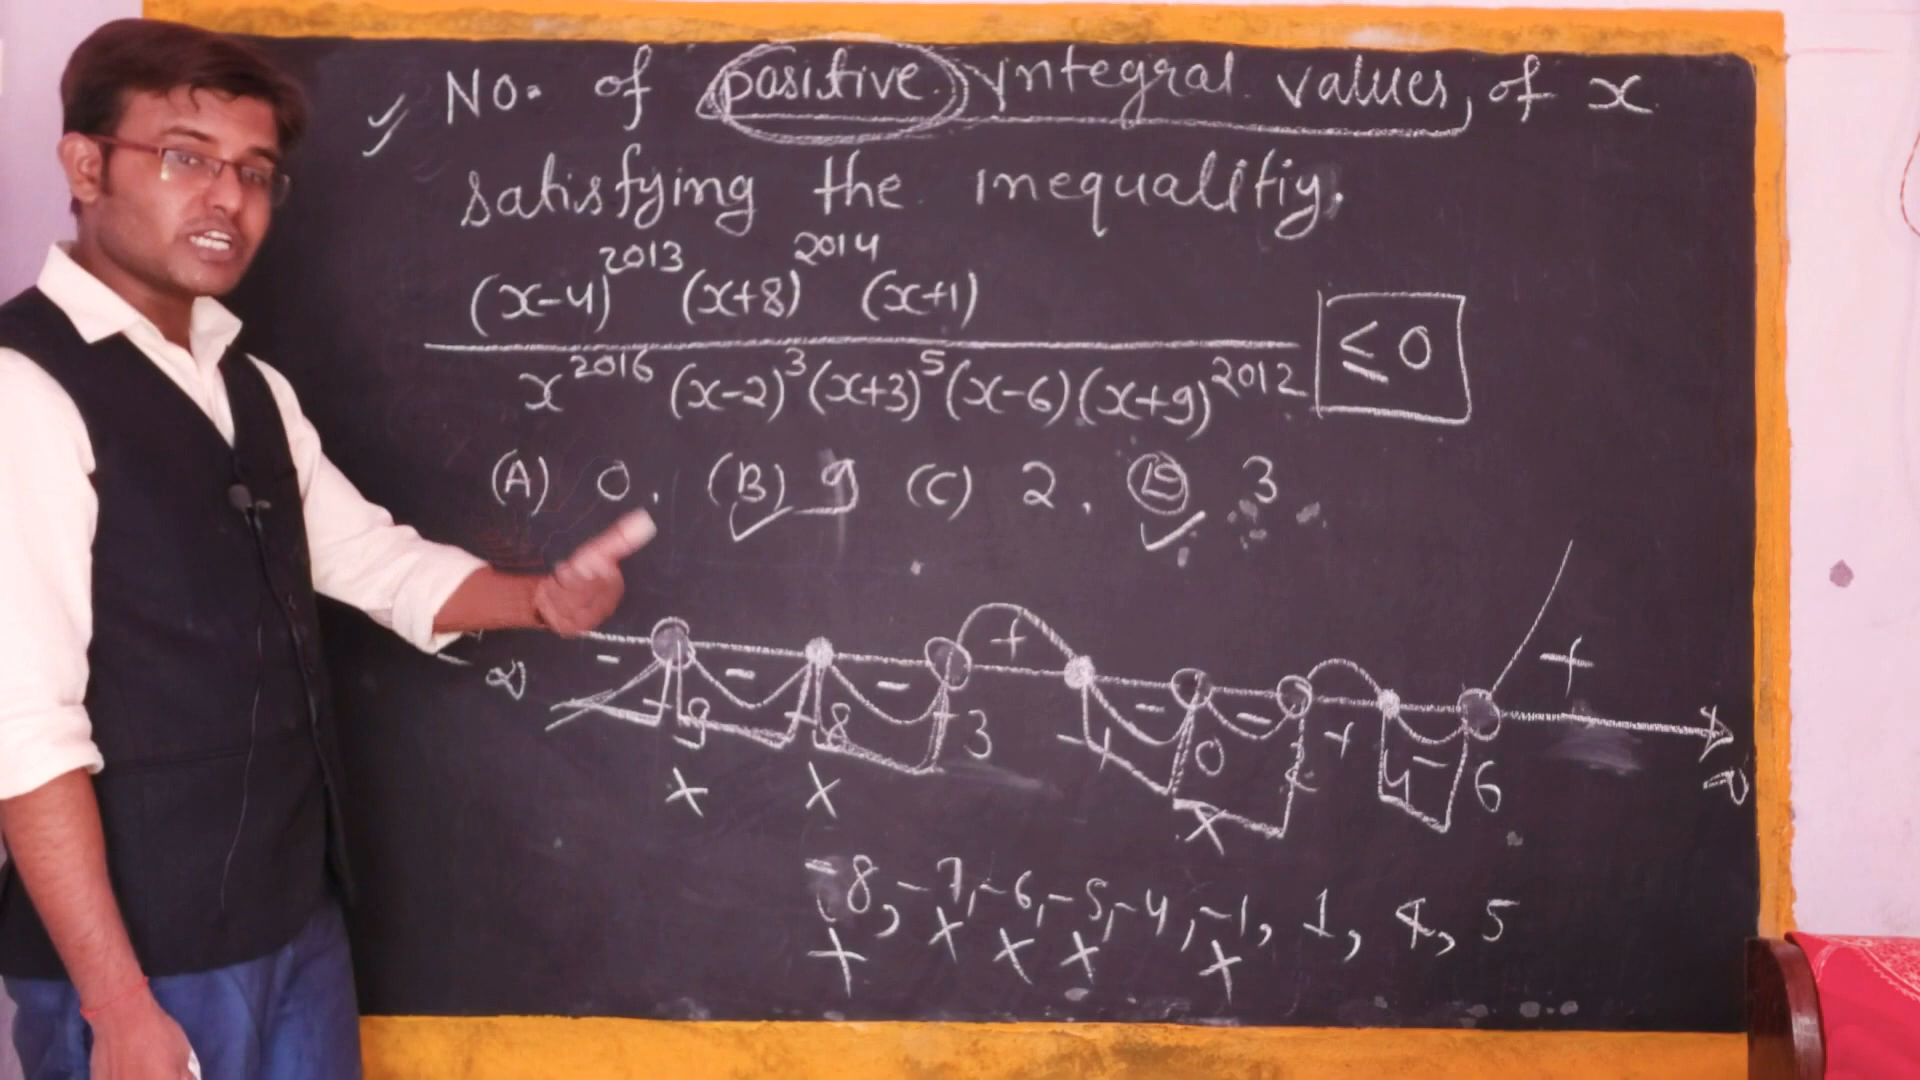 No. of positive integral values, of x
satisfying the inequalitiy.
(x-4)^2013 (x+8)^2014 (x+1)
x^2016 (x-2)^3 (x+3)^5 (x-6) (x+9)^2012 ≤ 0
(A) 0. (B) 9 (C) 2. (D) 3
- - - + - - + - +
-∞ -9 -8 -3 -1 0 2 4 6 ∞
x x x
-8, -7, -6, -5, -4, -1, 1, 4, 5
x x x x x